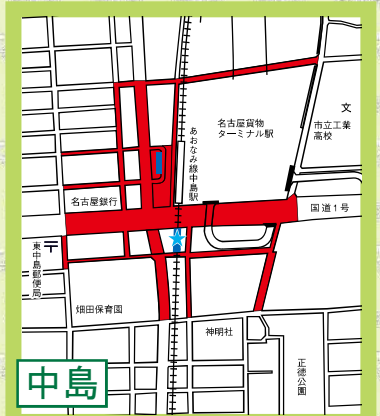 文
市立工業
高校
名古屋貨物
ターミナル駅
あおなみ線中島駅
名古屋銀行
国道1号
〒
東中島郵便局
畑田保育園
神明社
正徳公園
中島